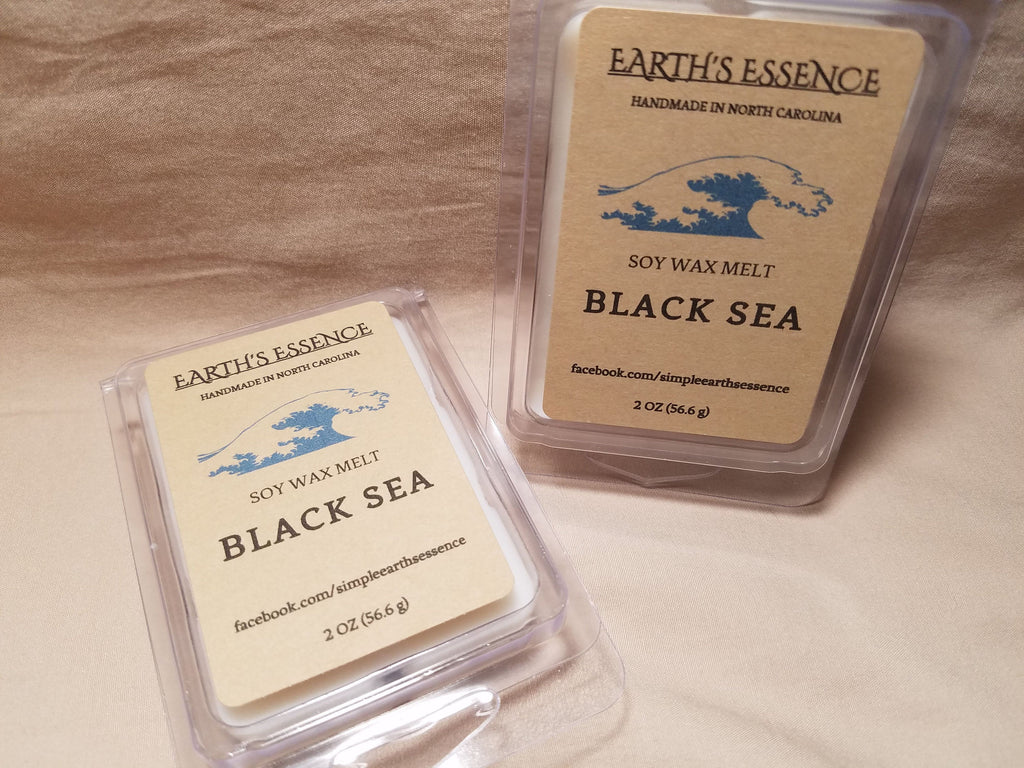 EARTH'S ESSENCE
HANDMADE IN NORTH CAROLINA
SOY WAX MELT
BLACK SEA
facebook.com/simpleearthsessence
2 OZ (56.6 g)
EARTH'S ESSENCE
HANDMADE IN NORTH CAROLINA
SOY WAX MELT
BLACK SEA
facebook.com/simpleearthsessence
2 OZ (56.6 g)